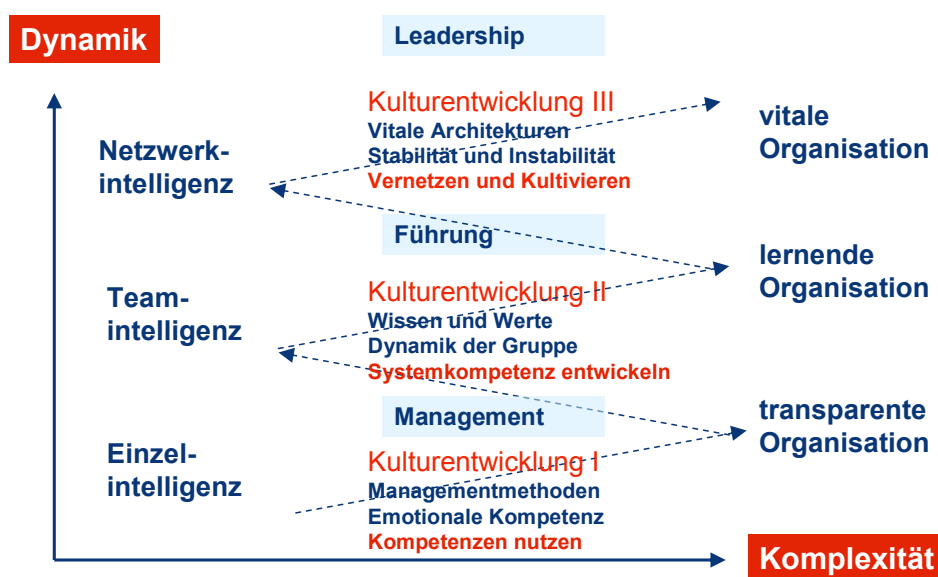 Dynamik
Leadership
Kulturentwicklung III
Vitale Architekturen
Stabilität und Instabilität
Vernetzen und Kultivieren
Netzwerk-
intelligenz
vitale
Organisation
Führung
Kulturentwicklung II
Wissen und Werte
Dynamik der Gruppe
Systemkompetenz entwickeln
Team-
intelligenz
lernende
Organisation
Management
Kulturentwicklung I
Managementmethoden
Emotionale Kompetenz
Kompetenzen nutzen
Einzel-
intelligenz
transparente
Organisation
Komplexität